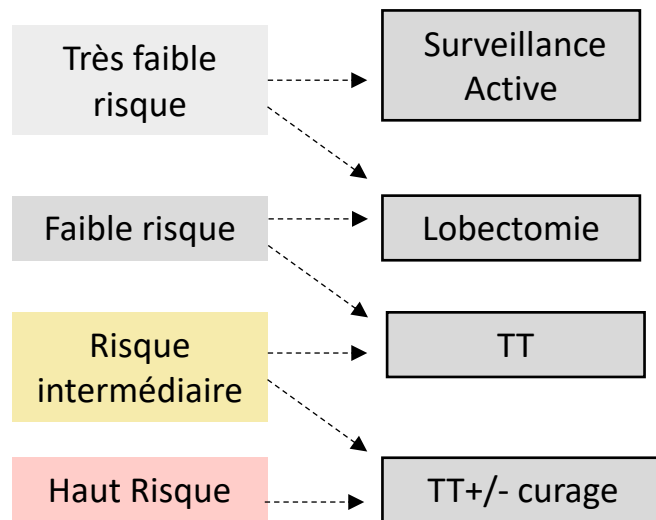 Très faible
risque
Surveillance
Active
Faible risque
Lobectomie
Risque
intermédiaire
TT
Haut Risque
TT+/- curage